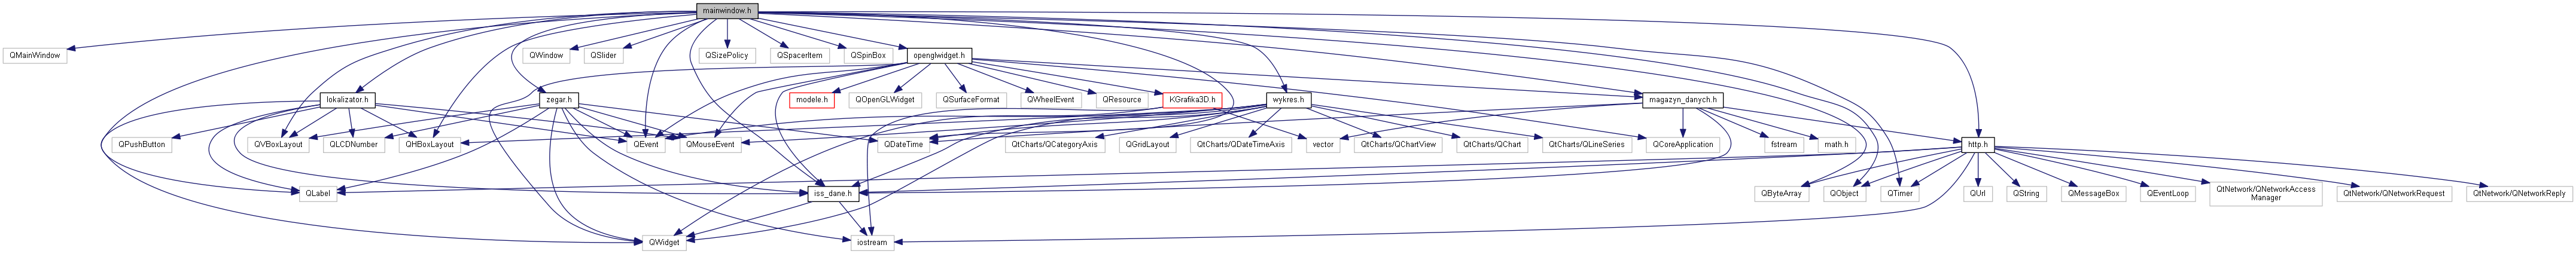 mainwindow.h
QMainWindow
QWindow
QSlider
QSizePolicy
QSpacerItem
QSpinBox
openglwidget.h
lokalizator.h
zegar.h
modele.h
QOpenGLWidget
QSurfaceFormat
QWheelEvent
QResource
KGrafika3D.h
wykres.h
magazyn_danych.h
QPushButton
QVBoxLayout
QLCDNumber
QHBoxLayout
QEvent
QMouseEvent
QDateTime
QtCharts/QCategoryAxis
QGridLayout
QtCharts/QDateTimeAxis
vector
QtCharts/QChartView
QtCharts/QChart
QtCharts/QLineSeries
QCoreApplication
fstream
math.h
http.h
QLabel
iss_dane.h
QByteArray
QObject
QTimer
QUrl
QString
QMessageBox
QEventLoop
QtNetwork/QNetworkAccess
Manager
QtNetwork/QNetworkRequest
QtNetwork/QNetworkReply
QWidget
iostream